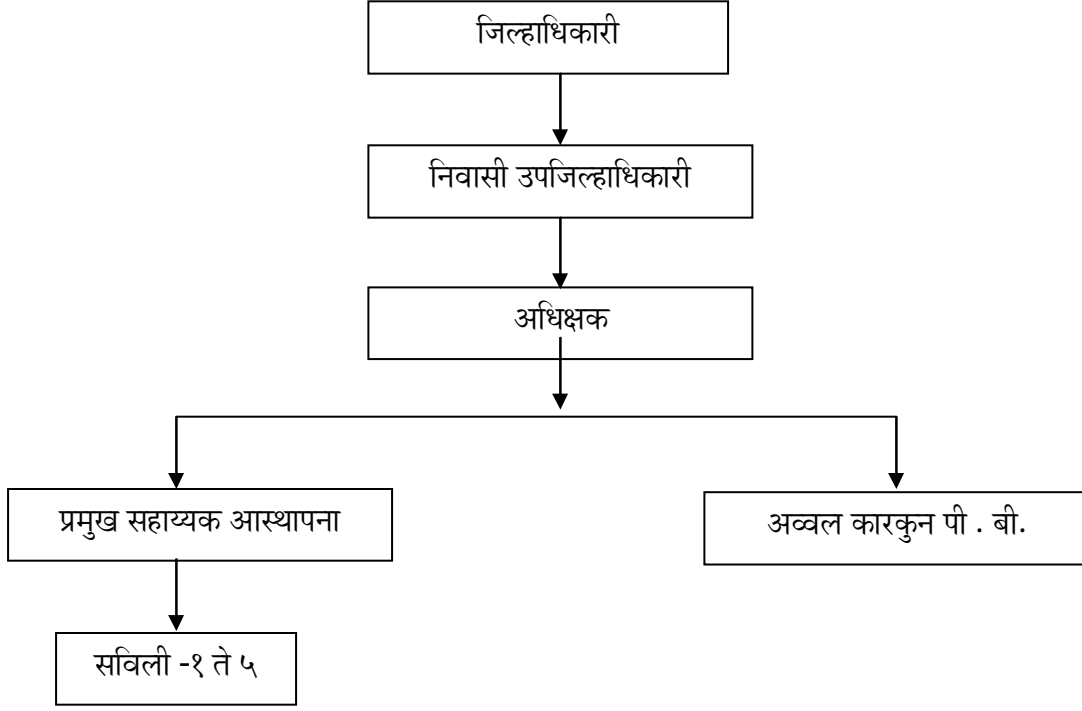 जिल्हाधिकारी
निवासी उपजिल्हाधिकारी
अधिक्षक
प्रमुख सहाय्यक आस्थापना
अव्वल कारकुन पी . बी.
सविली -१ ते ५